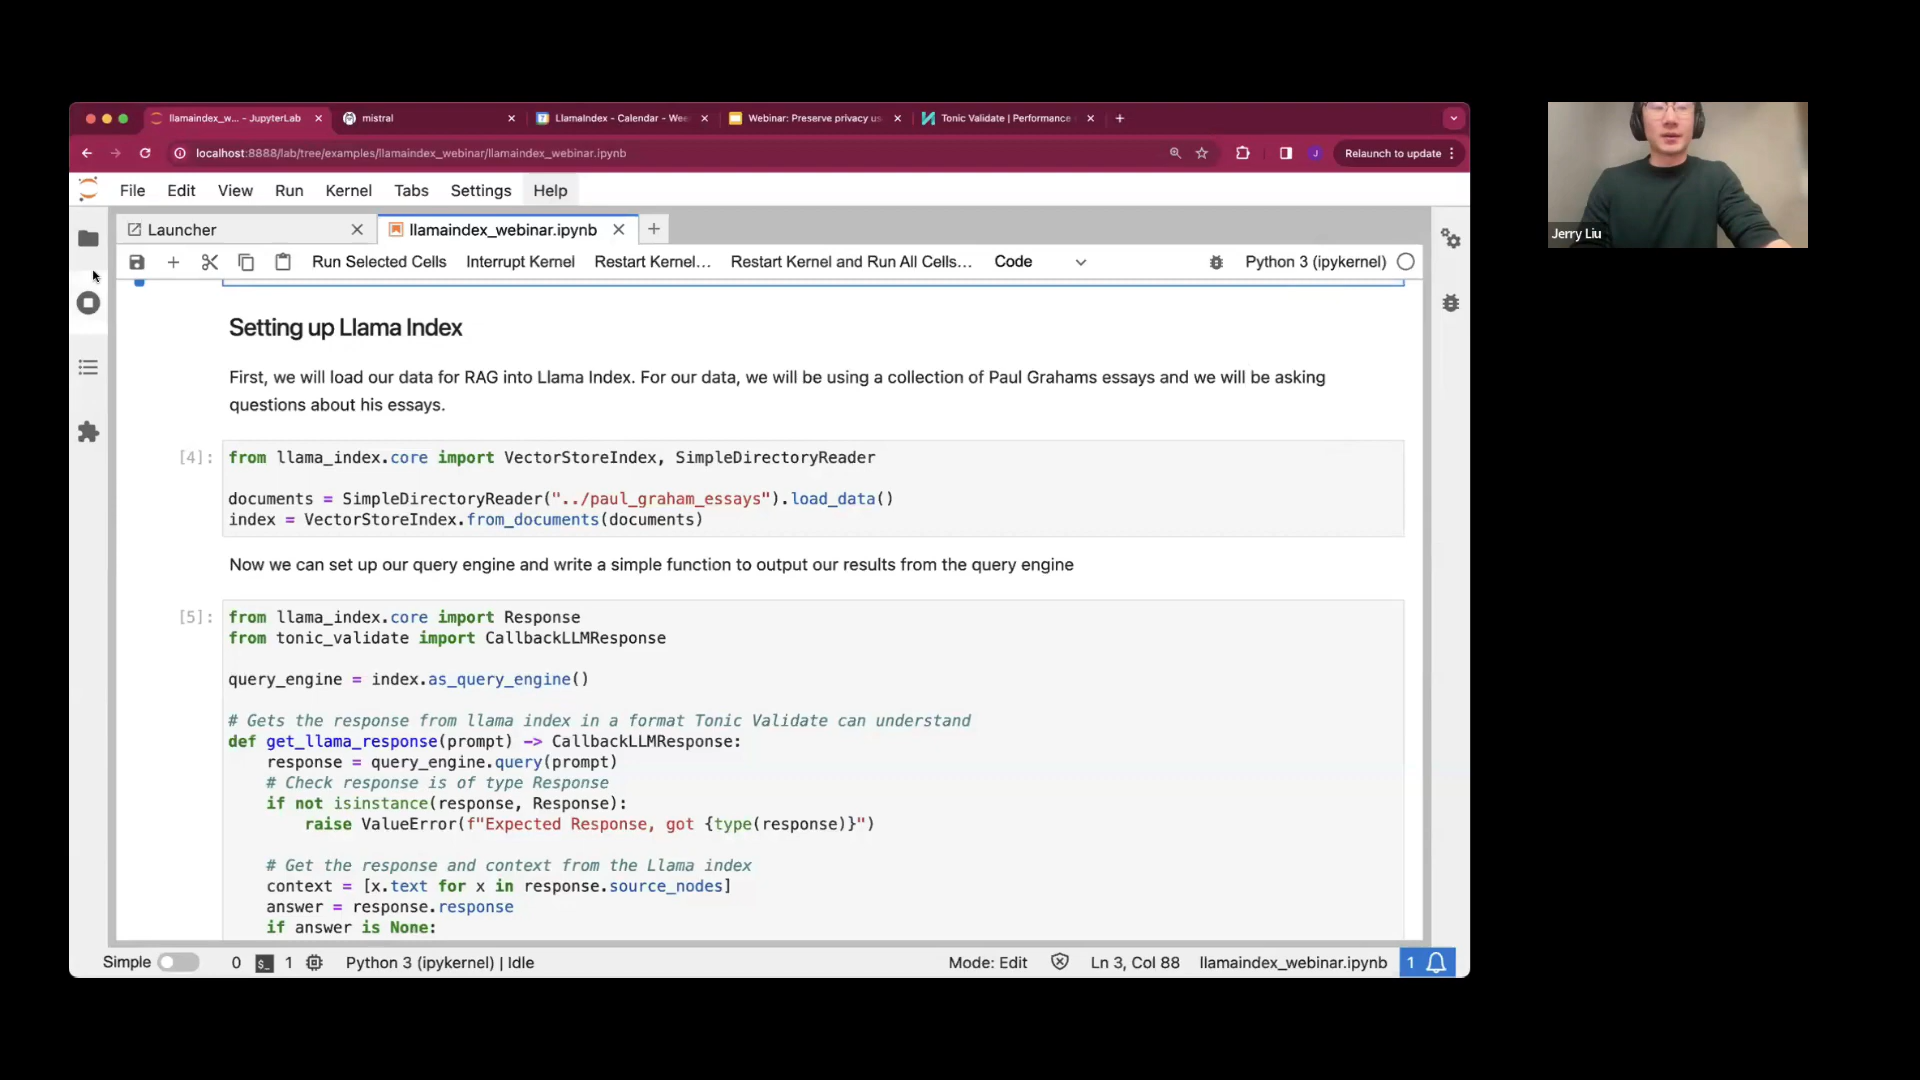 llamaindex_w... - JupyterLab
mistral
LlamaIndex - Calendar - Wee
Webinar: Preserve privacy us
Tonic Validate | Performance
localhost:8888/lab/tree/examples/llamaindex_webinar/llamaindex_webinar.ipynb
Relaunch to update
File Edit View Run Kernel Tabs Settings Help
Launcher
llamaindex_webinar.ipynb
Run Selected Cells Interrupt Kernel Restart Kernel... Restart Kernel and Run All Cells... Code Python 3 (ipykernel)
Setting up Llama Index
First, we will load our data for RAG into Llama Index. For our data, we will be using a collection of Paul Grahams essays and we will be asking
questions about his essays.
[4]: from llama_index.core import VectorStoreIndex, SimpleDirectoryReader
documents = SimpleDirectoryReader("../paul_graham_essays").load_data()
index = VectorStoreIndex.from_documents(documents)
Now we can set up our query engine and write a simple function to output our results from the query engine
[5]: from llama_index.core import Response
from tonic_validate import CallbackLLMResponse
query_engine = index.as_query_engine()
# Gets the response from llama index in a format Tonic Validate can understand
def get_llama_response(prompt) -> CallbackLLMResponse:
response = query_engine.query(prompt)
# Check response is of type Response
if not isinstance(response, Response):
raise ValueError(f"Expected Response, got {type(response)}")
# Get the response and context from the Llama index
context = [x.text for x in response.source_nodes]
answer = response.response
if answer is None:
Simple 0 1 Python 3 (ipykernel) | Idle Mode: Edit Ln 3, Col 88 llamaindex_webinar.ipynb 1
Jerry Liu